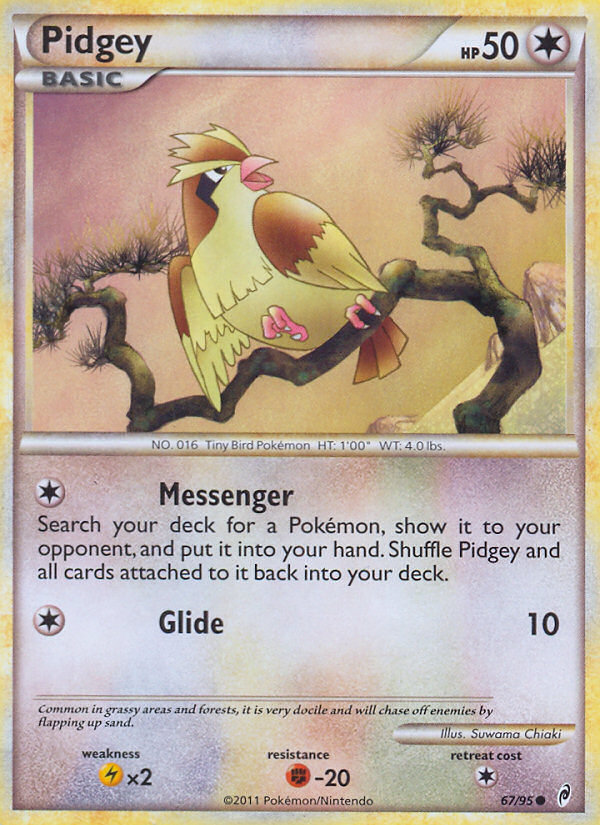 Pidgey HP 50
BASIC
NO. 016 Tiny Bird Pokémon HT: 1'00" WT: 4.0 lbs.
Messenger
Search your deck for a Pokémon, show it to your
opponent, and put it into your hand. Shuffle Pidgey and
all cards attached to it back into your deck.
Glide 10
Common in grassy areas and forests, it is very docile and will chase off enemies by
flapping up sand.
Illus. Suwama Chiaki
weakness resistance retreat cost
×2 -20
©2011 Pokémon/Nintendo 67/95